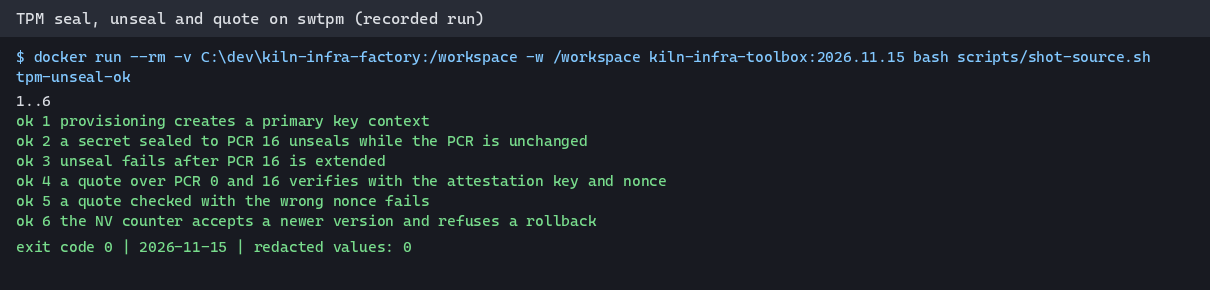 TPM seal, unseal and quote on swtpm (recorded run)
$ docker run --rm -v C:\dev\kiln-infra-factory:/workspace -w /workspace kiln-infra-toolbox:2026.11.15 bash scripts/shot-source.sh
tpm-unseal-ok
1..6
ok 1 provisioning creates a primary key context
ok 2 a secret sealed to PCR 16 unseals while the PCR is unchanged
ok 3 unseal fails after PCR 16 is extended
ok 4 a quote over PCR 0 and 16 verifies with the attestation key and nonce
ok 5 a quote checked with the wrong nonce fails
ok 6 the NV counter accepts a newer version and refuses a rollback
exit code 0 | 2026-11-15 | redacted values: 0